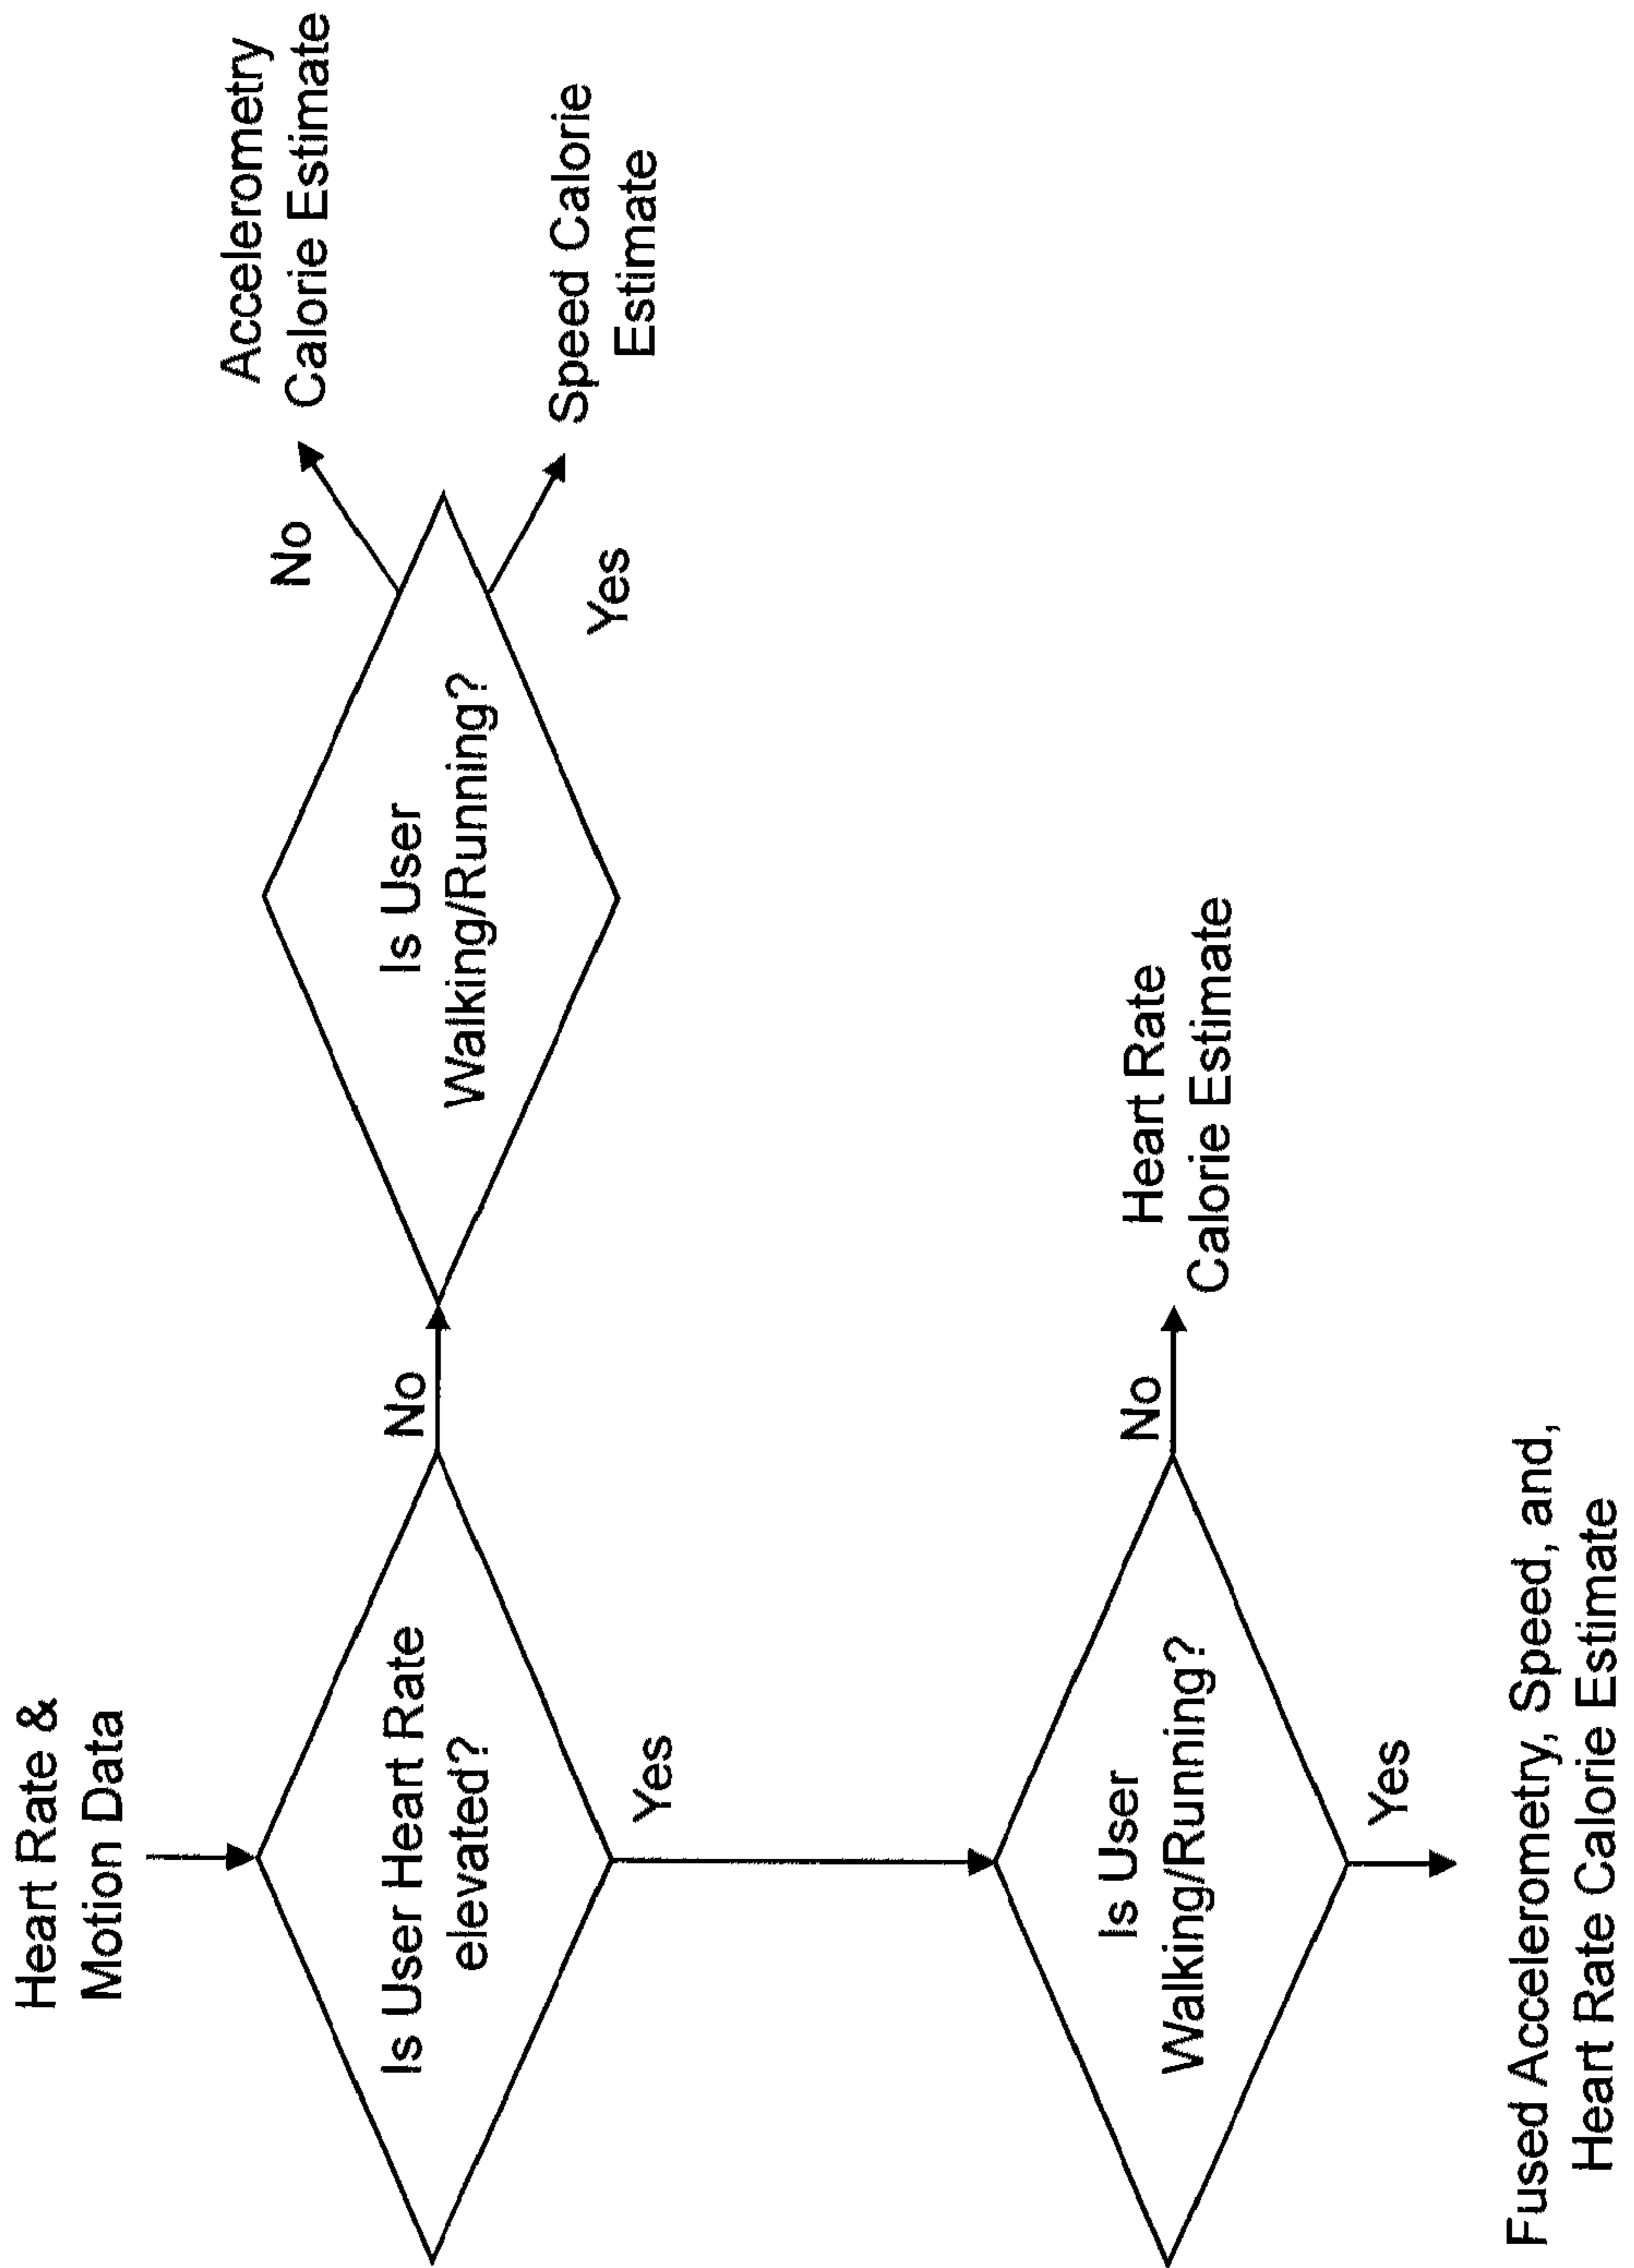 Heart Rate &
Motion Data
Is User Heart Rate
elevated?
No
Is User
Walking/Running?
No
Accelerometry
Calorie Estimate
Yes
Speed Calorie
Estimate
Yes
Is User
Walking/Running?
No
Heart Rate
Calorie Estimate
Yes
Fused Accelerometry, Speed, and,
Heart Rate Calorie Estimate